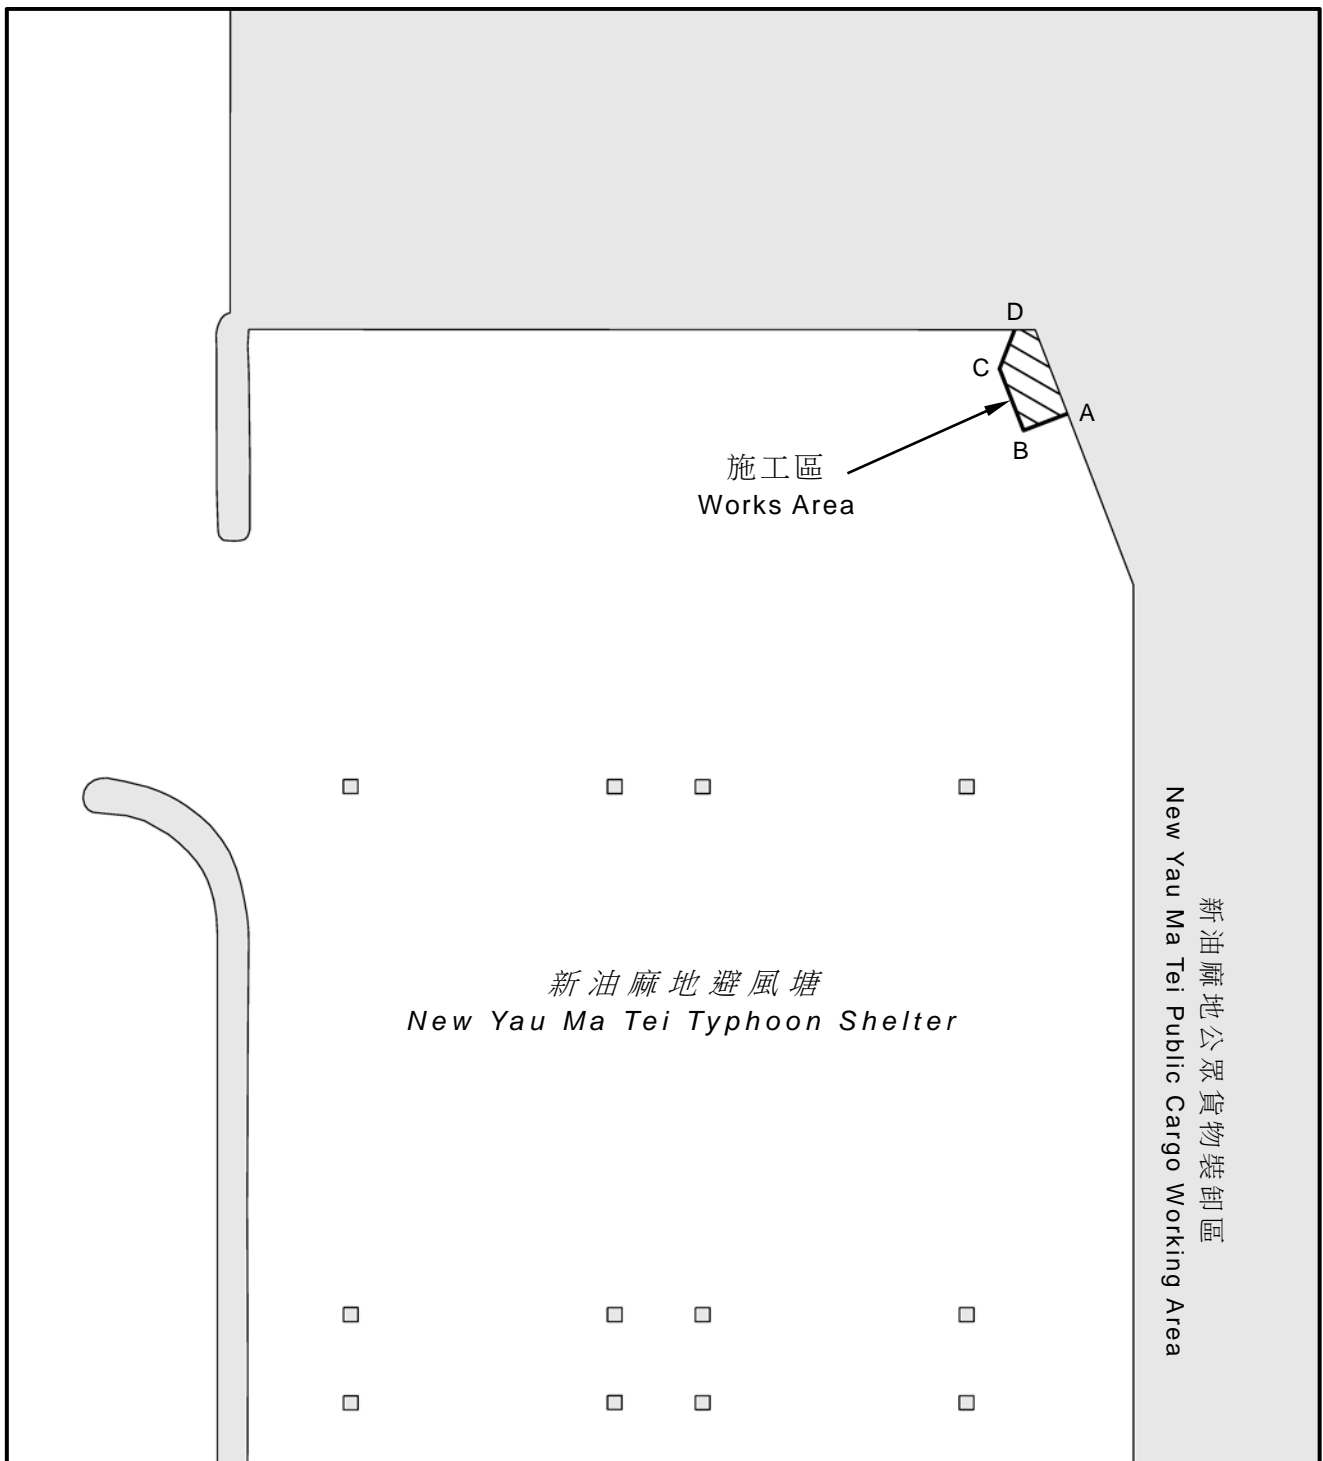 D
C
A
B
施工區
Works Area
新油麻地避風塘
New Yau Ma Tei Typhoon Shelter
新油麻地公眾貨物裝卸區
New Yau Ma Tei Public Cargo Working Area